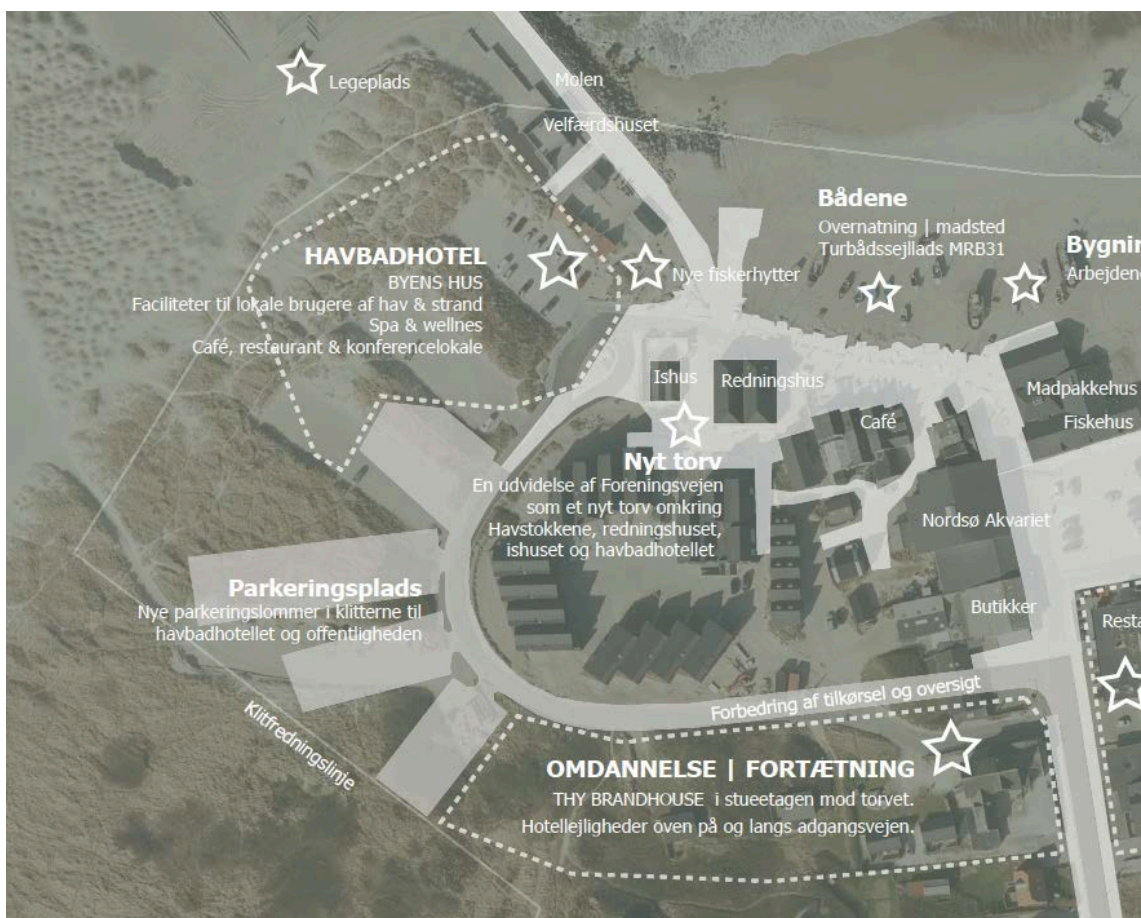 Legeplads
Molen
Velfærdshuset
Bådene
Overnatning | madsted
Turbådssejllads MRB31
Bygnin
Arbejdene
HAVBADHOTEL
BYENS HUS
Faciliteter til lokale brugere af hav & strand
Spa & wellnes
Café, restaurant & konferencelokale
Nye fiskerhytter
Ishus
Redningshus
Café
Madpakkehus
Fiskehus
Nyt torv
En udvidelse af Foreningsvejen
som et nyt torv omkring
Havstokkene, redningshuset,
ishuset og havbadhotellet
Nordsø Akvariet
Parkeringsplads
Nye parkeringslommer i klitterne til
havbadhotellet og offentligheden
Butikker
Resta
Klitfredningslinje
Forbedring af tilkørsel og oversigt
OMDANNELSE | FORTÆTNING
THY BRANDHOUSE i stueetagen mod torvet.
Hotellejligheder oven på og langs adgangsvejen.